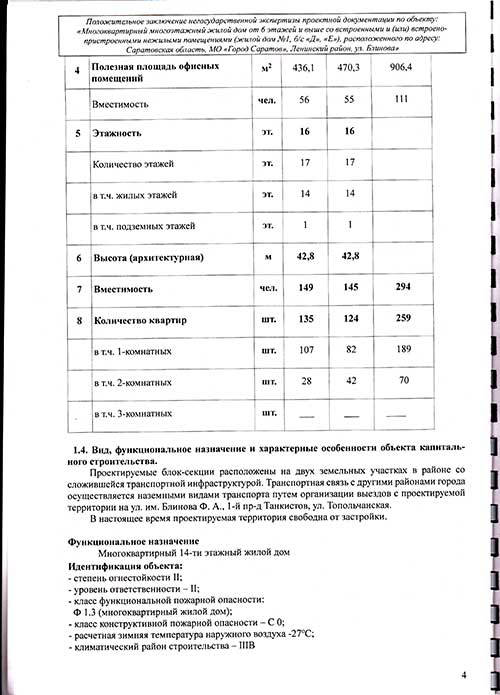 Положительное заключение негосударственной экспертизы проектной документации по объекту:
«Многоквартирный многоэтажный жилой дом от 6 этажей и выше со встроенными и (или) встроено-
пристроенными нежилыми помещениями (жилой дом №1, б/с «Д», «Е»), расположенного по адресу:
Саратовская область, МО «Город Саратов», Ленинский район, ул. Блинова»
4 Полезная площадь офисных помещений м² 436,1 470,3 906,4
Вместимость чел. 56 55 111
5 Этажность эт. 16 16
Количество этажей эт. 17 17
в т.ч. жилых этажей эт. 14 14
в т.ч. подземных этажей эт. 1 1
6 Высота (архитектурная) м 42,8 42,8
7 Вместимость чел. 149 145 294
8 Количество квартир шт. 135 124 259
в т.ч. 1-комнатных шт. 107 82 189
в т.ч. 2-комнатных шт. 28 42 70
в т.ч. 3-комнатных шт. ___ ___
1.4. Вид, функциональное назначение и характерные особенности объекта капиталь-
ного строительства.
Проектируемые блок-секции расположены на двух земельных участках в районе со
сложившейся транспортной инфраструктурой. Транспортная связь с другими районами города
осуществляется наземными видами транспорта путем организации выездов с проектируемой
территории на ул. им. Блинова Ф. А., 1-й пр-д Танкистов, ул. Топольчанская.
В настоящее время проектируемая территория свободна от застройки.
Функциональное назначение
Многоквартирный 14-ти этажный жилой дом
Идентификация объекта:
- степень огнестойкости II;
- уровень ответственности – II;
- класс функциональной пожарной опасности:
Ф 1.3 (многоквартирный жилой дом);
- класс конструктивной пожарной опасности – С 0;
- расчетная зимняя температура наружного воздуха -27°С;
- климатический район строительства – IIIВ
4